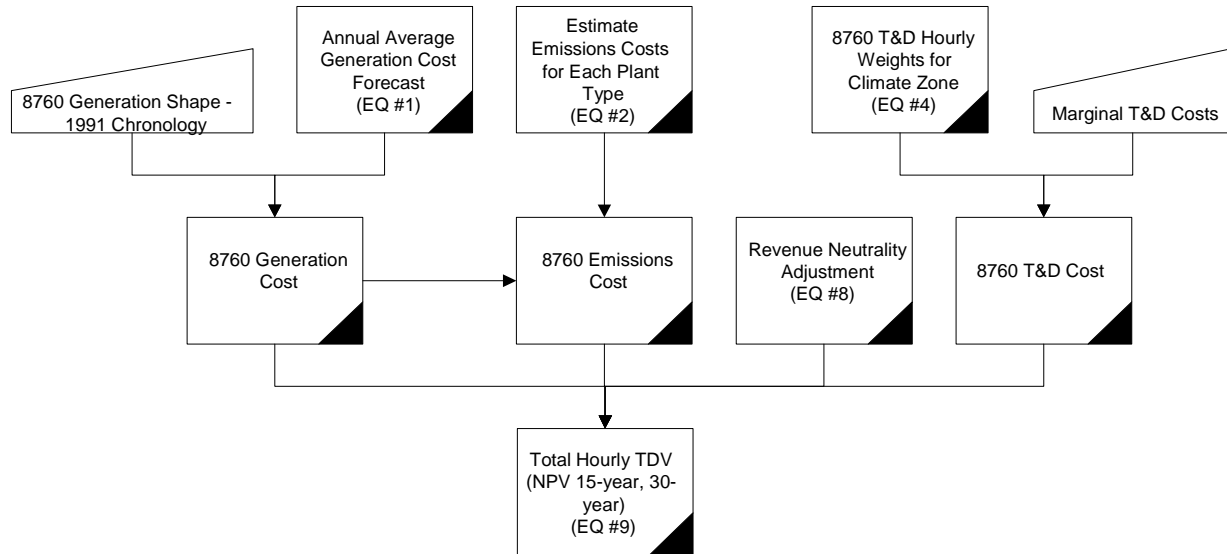 Annual Average
Generation Cost
Forecast
(EQ #1)
Estimate
Emissions Costs
for Each Plant
Type
(EQ #2)
8760 T&D Hourly
Weights for
Climate Zone
(EQ #4)
8760 Generation Shape -
1991 Chronology
Marginal T&D Costs
8760 Generation
Cost
8760 Emissions
Cost
Revenue Neutrality
Adjustment
(EQ #8)
8760 T&D Cost
Total Hourly TDV
(NPV 15-year, 30-
year)
(EQ #9)